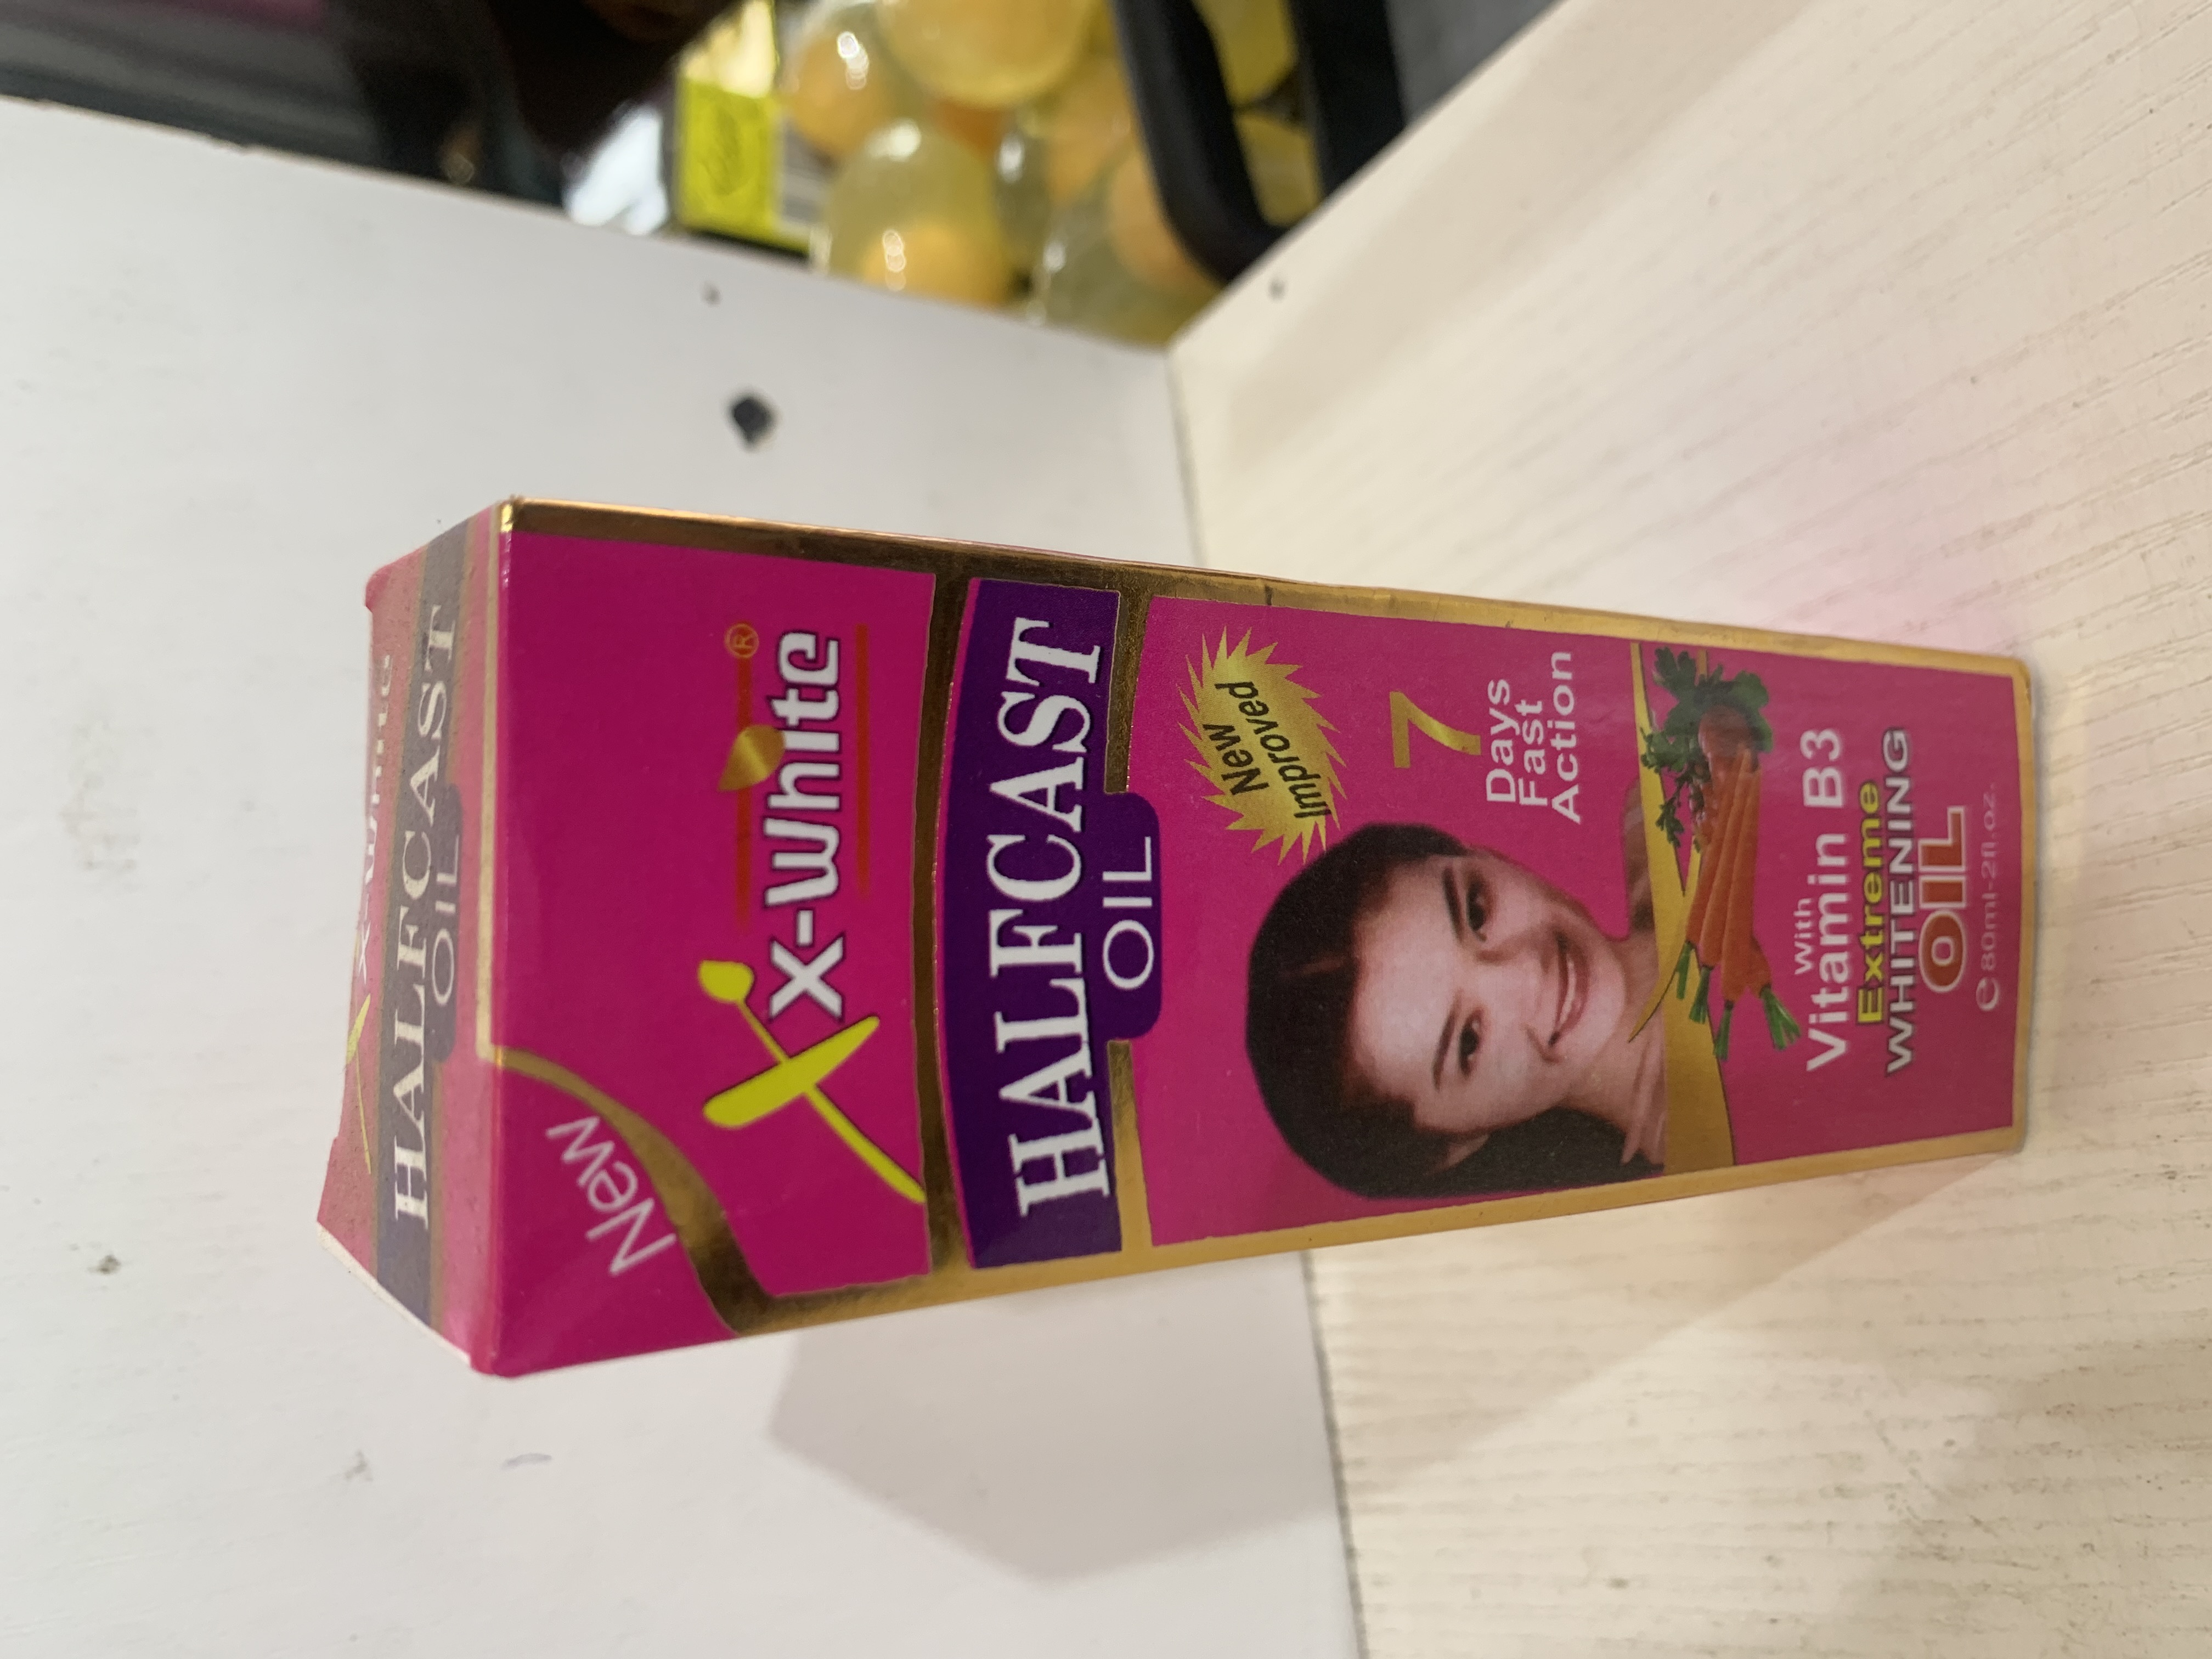 x-white
HALFCAST
OIL
New
x-white®
HALFCAST
OIL
New
Improved
7
Days
Fast
Action
With
Vitamin B3
Extreme
WHITENING
OIL
℮ 80ml-2fl.oz.